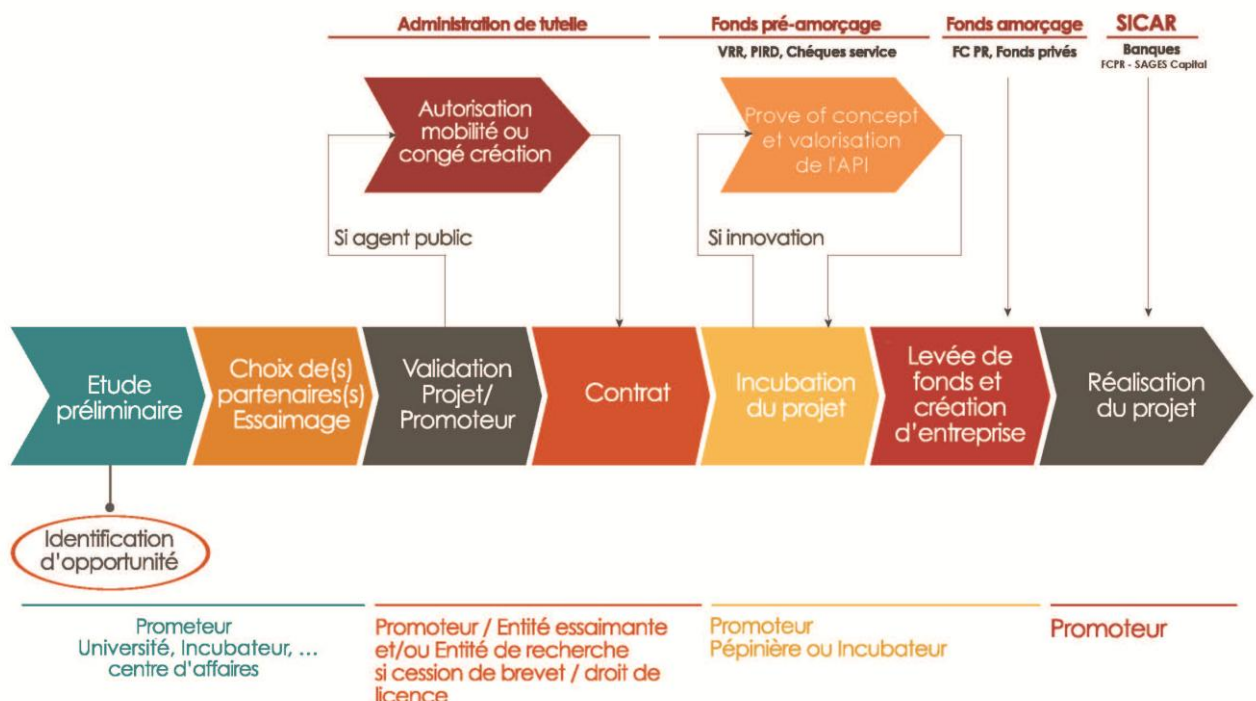 Administration de tutelle
Fonds pré-amorçage
VRR, PIRD, Chéques service
Fonds amorçage
FC PR, Fonds privés
SICAR
Banques
FCPR - SAGES Capital
Autorisation
mobilité ou
congé création
Prove of concept
et valorisation
de l'API
Si agent public
Si innovation
Etude
préliminaire
Choix de(s)
partenaires(s)
Essaimage
Validation
Projet/
Promoteur
Contrat
Incubation
du projet
Levée de
fonds et
création
d'entreprise
Réalisation
du projet
Identification
d'opportunité
Prometeur
Université, Incubateur, ...
centre d'affaires
Promoteur / Entité essaimante
et/ou Entité de recherche
si cession de brevet / droit de
licence
Promoteur
Pépinière ou Incubateur
Promoteur